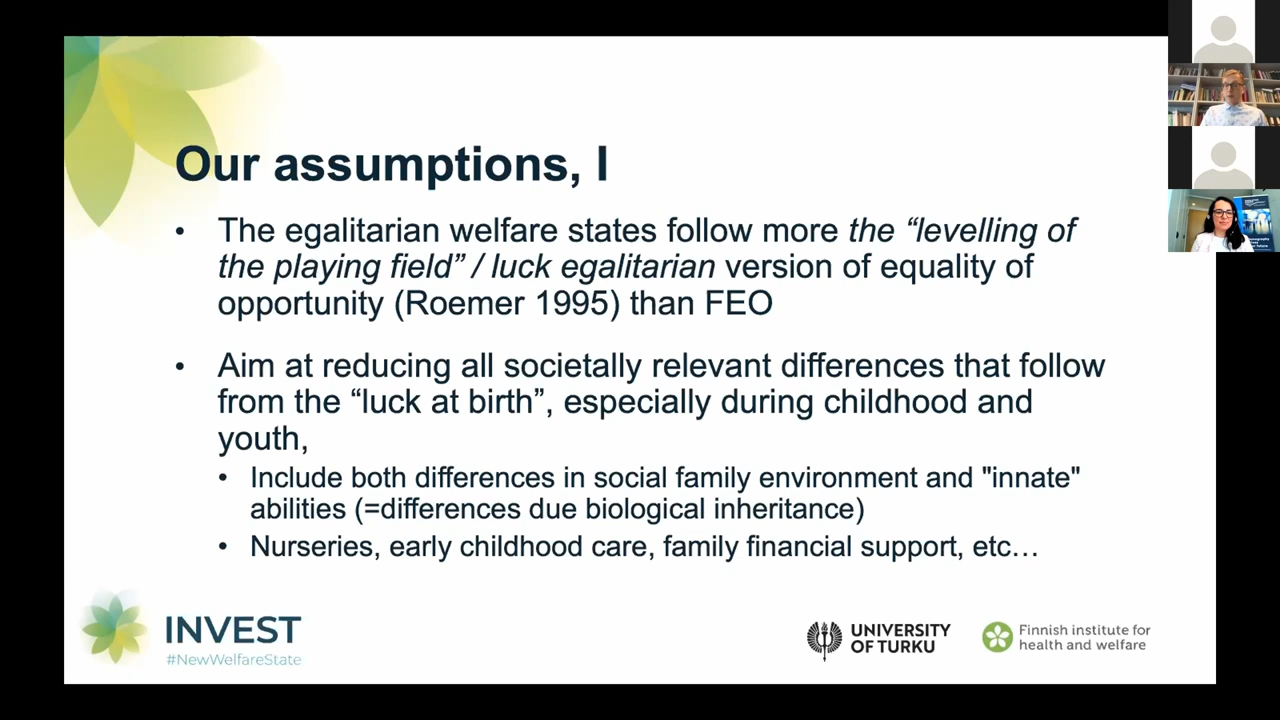 Our assumptions, I
• The egalitarian welfare states follow more the “levelling of
the playing field” / luck egalitarian version of equality of
opportunity (Roemer 1995) than FEO
• Aim at reducing all societally relevant differences that follow
from the “luck at birth”, especially during childhood and
youth,
• Include both differences in social family environment and "innate"
abilities (=differences due biological inheritance)
• Nurseries, early childhood care, family financial support, etc…
INVEST
#NewWelfareState
UNIVERSITY
OF TURKU
Finnish institute for
health and welfare